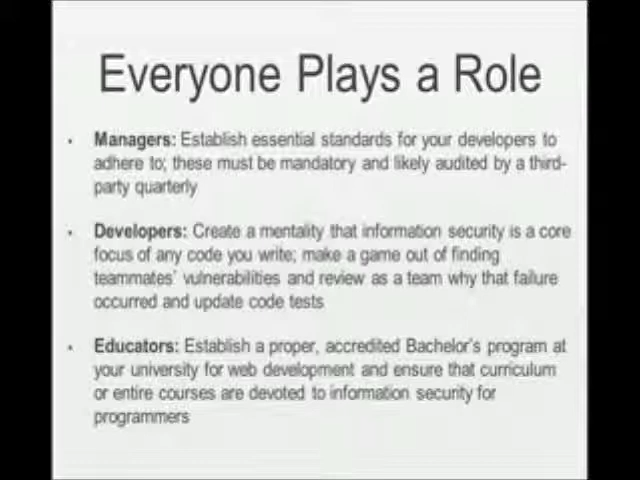 Everyone Plays a Role
• Managers: Establish essential standards for your developers to
adhere to; these must be mandatory and likely audited by a third-
party quarterly
• Developers: Create a mentality that information security is a core
focus of any code you write; make a game out of finding
teammates' vulnerabilities and review as a team why that failure
occurred and update code tests
• Educators: Establish a proper, accredited Bachelor's program at
your university for web development and ensure that curriculum
or entire courses are devoted to information security for
programmers